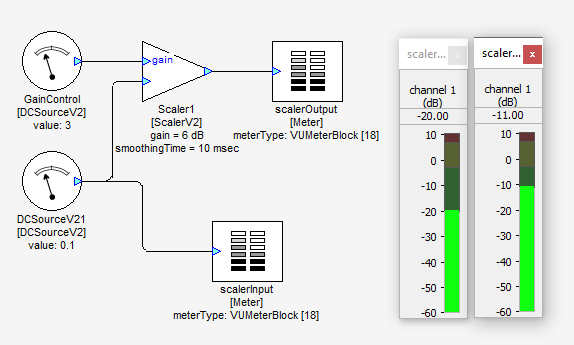 gain
GainControl
[DCSourceV2]
value: 3
Scaler1
[ScalerV2]
gain = 6 dB
smoothingTime = 10 msec
scalerOutput
[Meter]
meterType: VUMeterBlock [18]
DCSourceV21
[DCSourceV2]
value: 0.1
scalerInput
[Meter]
meterType: VUMeterBlock [18]
scaler... x
channel 1
(dB)
-20.00
10
0
-10
-20
-30
-40
-50
-60
scaler... x
channel 1
(dB)
-11.00
10
0
-10
-20
-30
-40
-50
-60